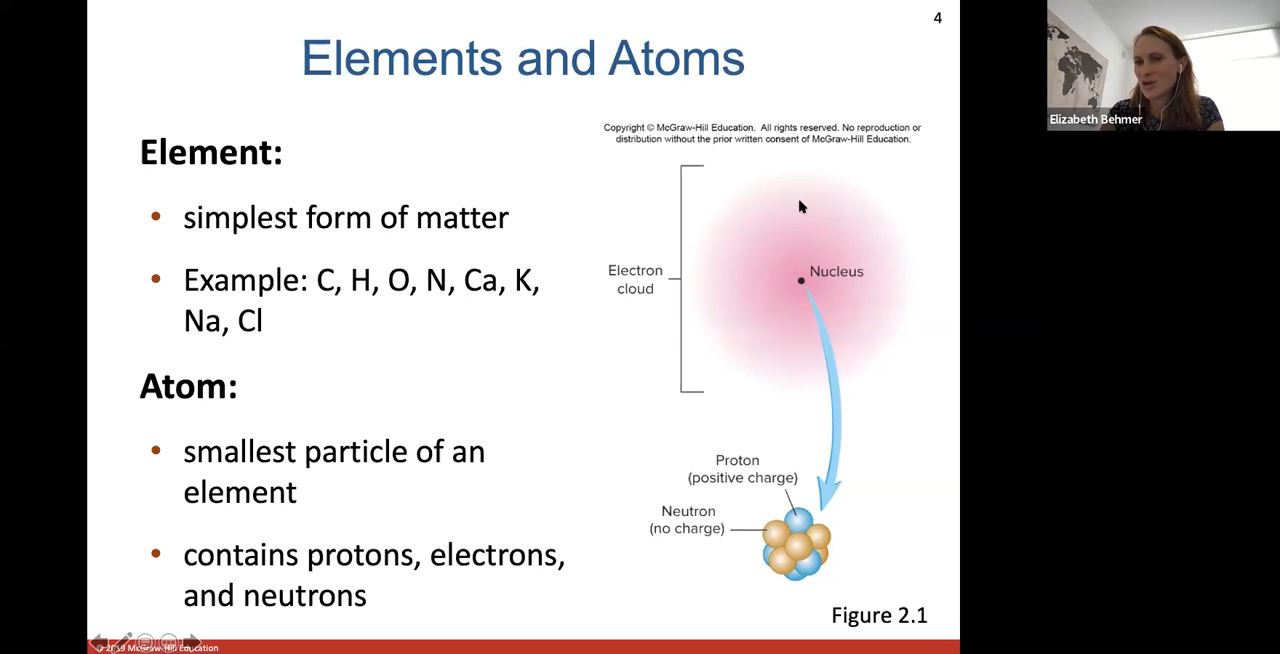 4
Elements and Atoms
Elizabeth Behmer
Copyright © McGraw-Hill Education. All rights reserved. No reproduction or
distribution without the prior written consent of McGraw-Hill Education.
Element:
• simplest form of matter
• Example: C, H, O, N, Ca, K,
Na, Cl
Atom:
• smallest particle of an
element
• contains protons, electrons,
and neutrons
Electron
cloud
Nucleus
Proton
(positive charge)
Neutron
(no charge)
Figure 2.1
© 2019 McGraw-Hill Education